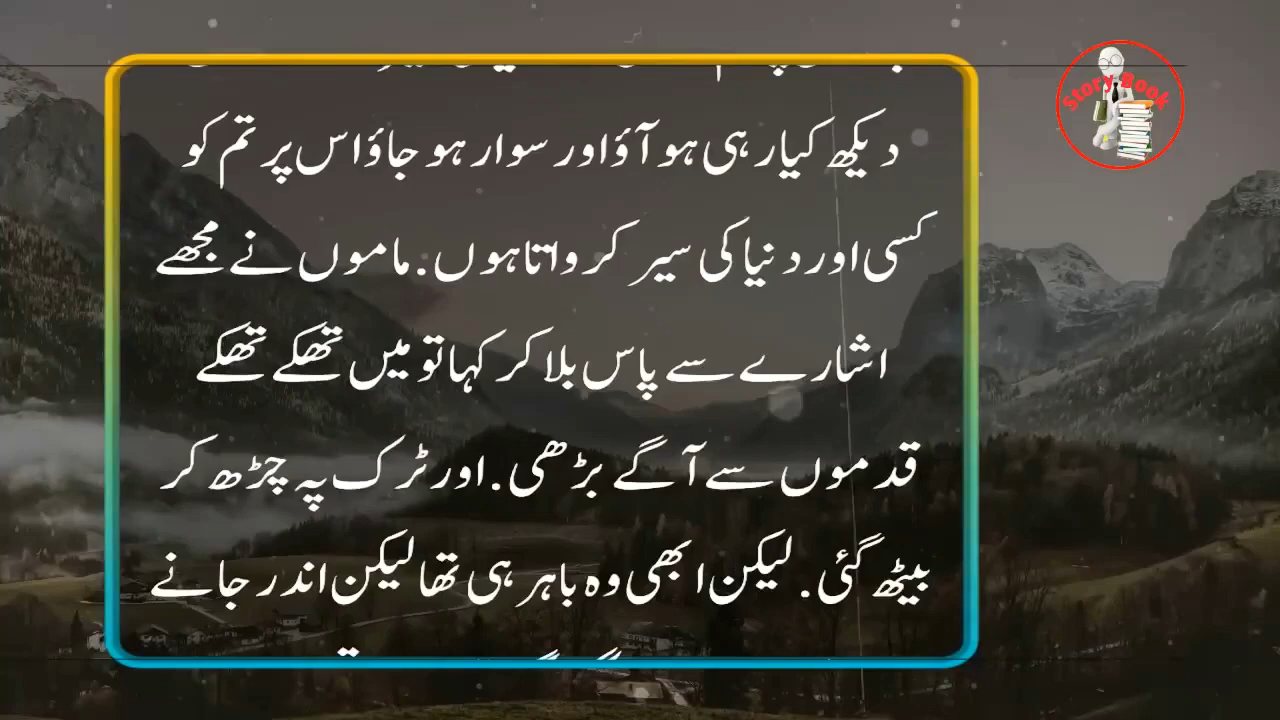 دیکھ کیا رہی ہو آؤ اور سوار ہو جاؤ اس پر تم کو
کسی اور دنیا کی سیر کرواتا ہوں. ماموں نے مجھے
اشارے سے پاس بلا کر کہا تو میں تھکے تھکے
قدموں سے آگے بڑھی. اور ٹرک پہ چڑھ کر
بیٹھ گئی. لیکن ابھی وہ باہر ہی تھا لیکن اندر جانے
Story Book